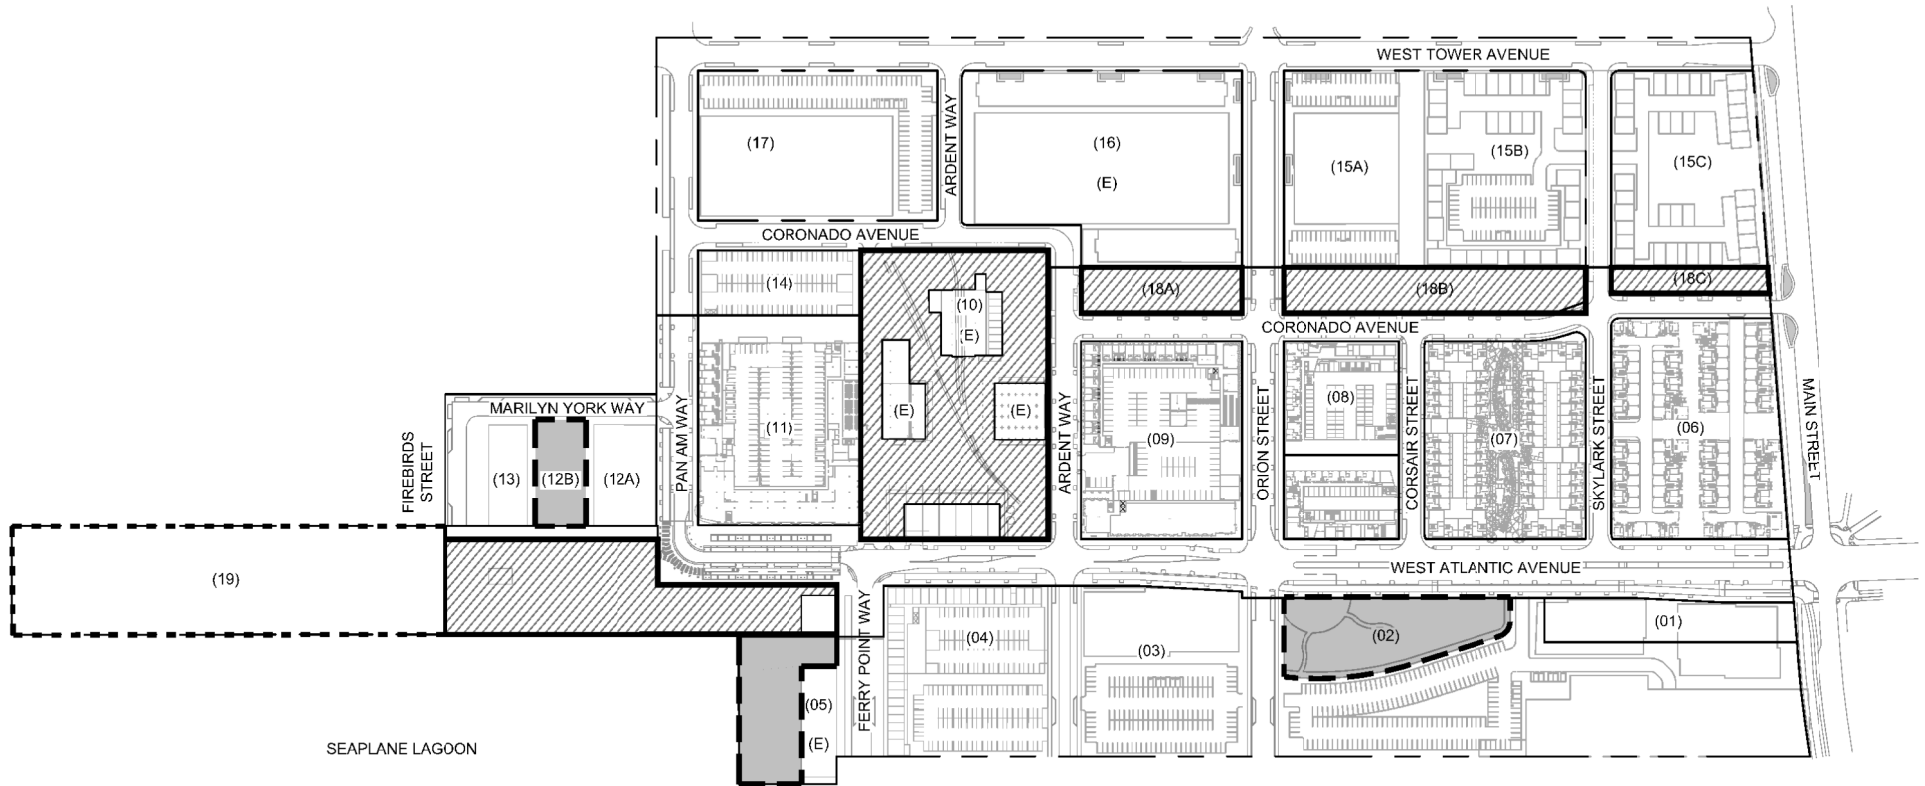 WEST TOWER AVENUE
ARDENT WAY
(17)
(16)
(E)
(15A)
(15B)
(15C)
CORONADO AVENUE
(14)
(10)
(E)
(18A)
(18B)
(18C)
CORONADO AVENUE
MARILYN YORK WAY
FIREBIRDS
STREET
(13)
(12B)
(12A)
PAN AM WAY
(11)
(E)
(E)
ARDENT WAY
(09)
ORION STREET
(08)
CORSAIR STREET
(07)
SKYLARK STREET
(06)
MAIN STREET
WEST ATLANTIC AVENUE
(19)
FERRY POINT WAY
(04)
(03)
(02)
(01)
(05)
(E)
SEAPLANE LAGOON